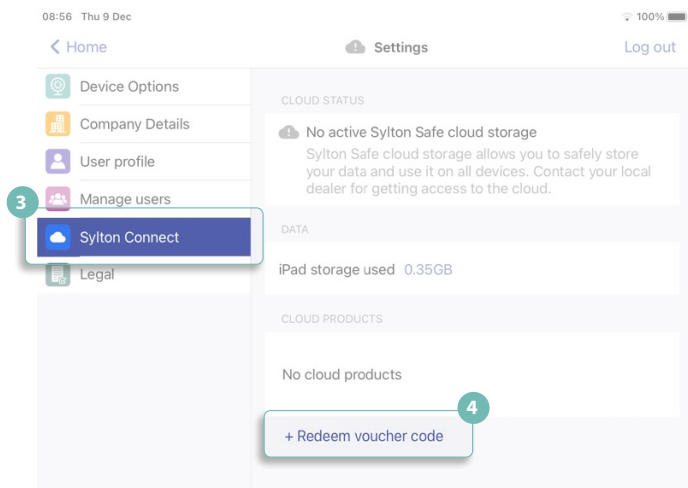 08:56 Thu 9 Dec
100%
Home
Settings
Log out
Device Options
Company Details
User profile
Manage users
3
Sylton Connect
Legal
CLOUD STATUS
No active Sylton Safe cloud storage
Sylton Safe cloud storage allows you to safely store
your data and use it on all devices. Contact your local
dealer for getting access to the cloud.
DATA
iPad storage used 0.35GB
CLOUD PRODUCTS
No cloud products
4
+ Redeem voucher code